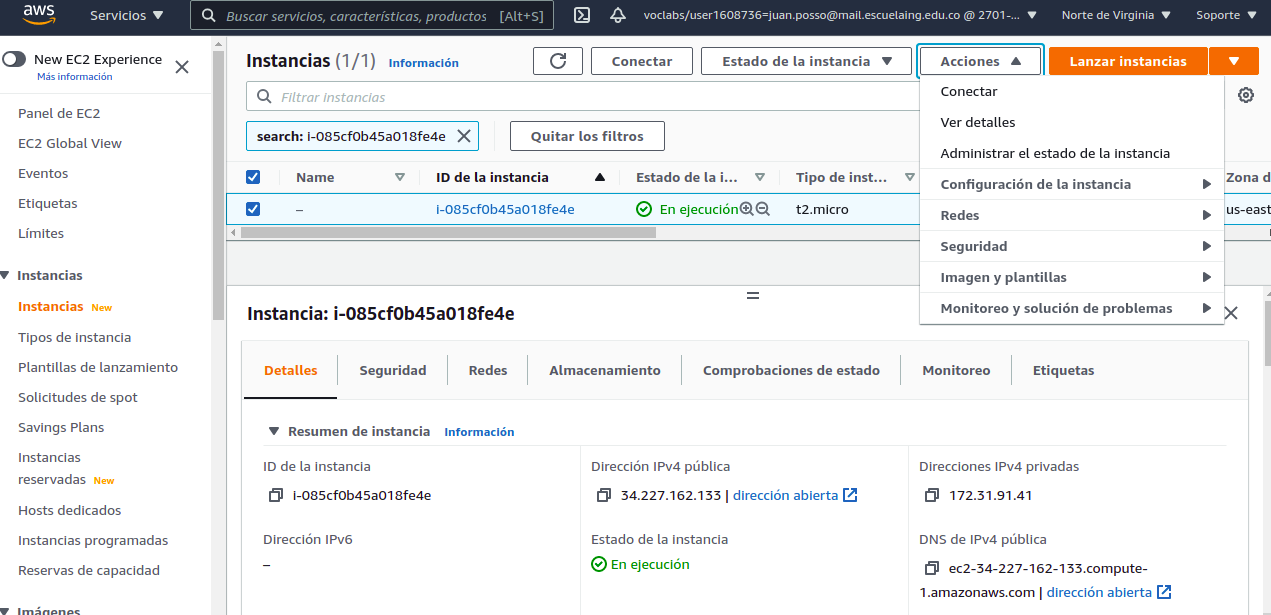 aws
Servicios ▼
Buscar servicios, características, productos [Alt+S]
voclabs/user1608736=juan.posso@mail.escuelaing.edu.co @ 2701-... ▼
Norte de Virginia ▼
Soporte ▼
New EC2 Experience
Más información
Panel de EC2
EC2 Global View
Eventos
Etiquetas
Límites
Instancias
Instancias New
Tipos de instancia
Plantillas de lanzamiento
Solicitudes de spot
Savings Plans
Instancias
reservadas New
Hosts dedicados
Instancias programadas
Reservas de capacidad
Imágenes
Instancias (1/1) Información
Conectar
Estado de la instancia ▼
Acciones ▲
Lanzar instancias
Filtrar instancias
search: i-085cf0b45a018fe4e
Quitar los filtros
Name
ID de la instancia
Estado de la i...
Tipo de inst...
Zona d
–
i-085cf0b45a018fe4e
En ejecución
t2.micro
us-east
Conectar
Ver detalles
Administrar el estado de la instancia
Configuración de la instancia
Redes
Seguridad
Imagen y plantillas
Monitoreo y solución de problemas
Instancia: i-085cf0b45a018fe4e
Detalles
Seguridad
Redes
Almacenamiento
Comprobaciones de estado
Monitoreo
Etiquetas
Resumen de instancia Información
ID de la instancia
i-085cf0b45a018fe4e
Dirección IPv4 pública
34.227.162.133 | dirección abierta
Direcciones IPv4 privadas
172.31.91.41
Dirección IPv6
–
Estado de la instancia
En ejecución
DNS de IPv4 pública
ec2-34-227-162-133.compute-
1.amazonaws.com | dirección abierta